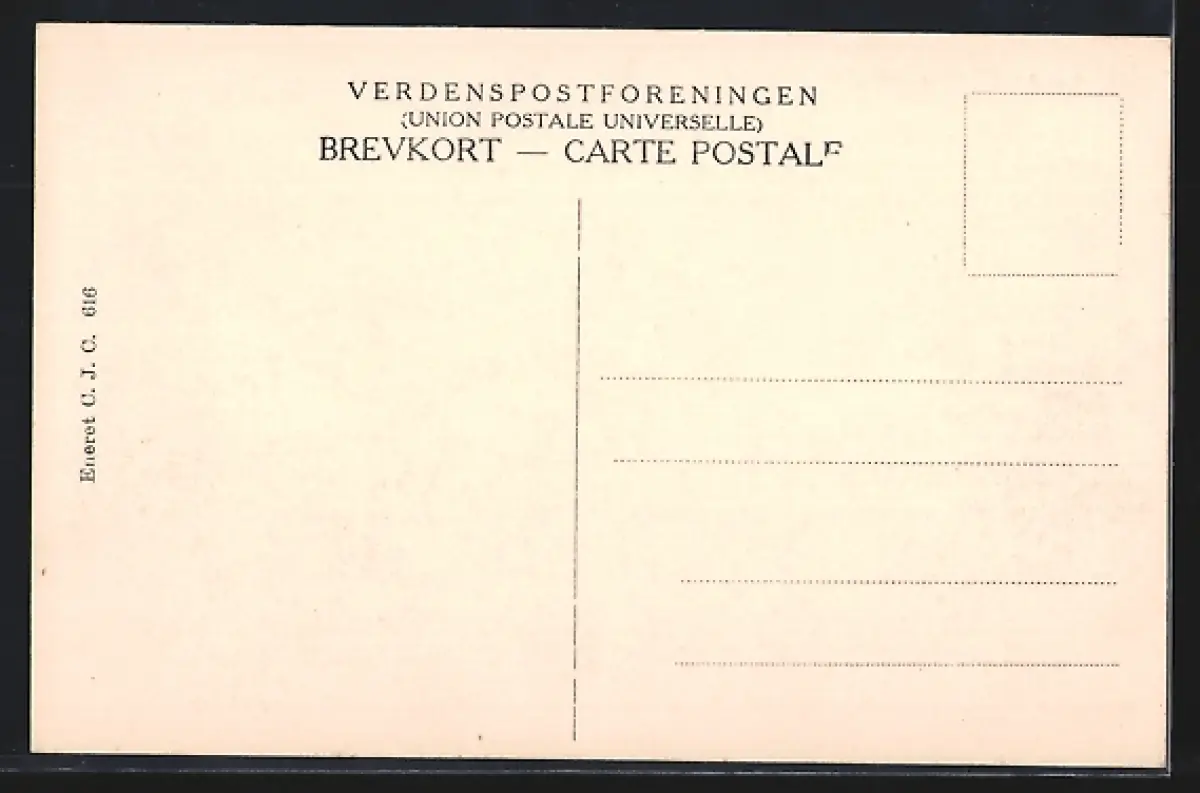 VERDENSPOSTFORENINGEN
(UNION POSTALE UNIVERSELLE)
BREVKORT — CARTE POSTALE
Eneret C. J. C. 616